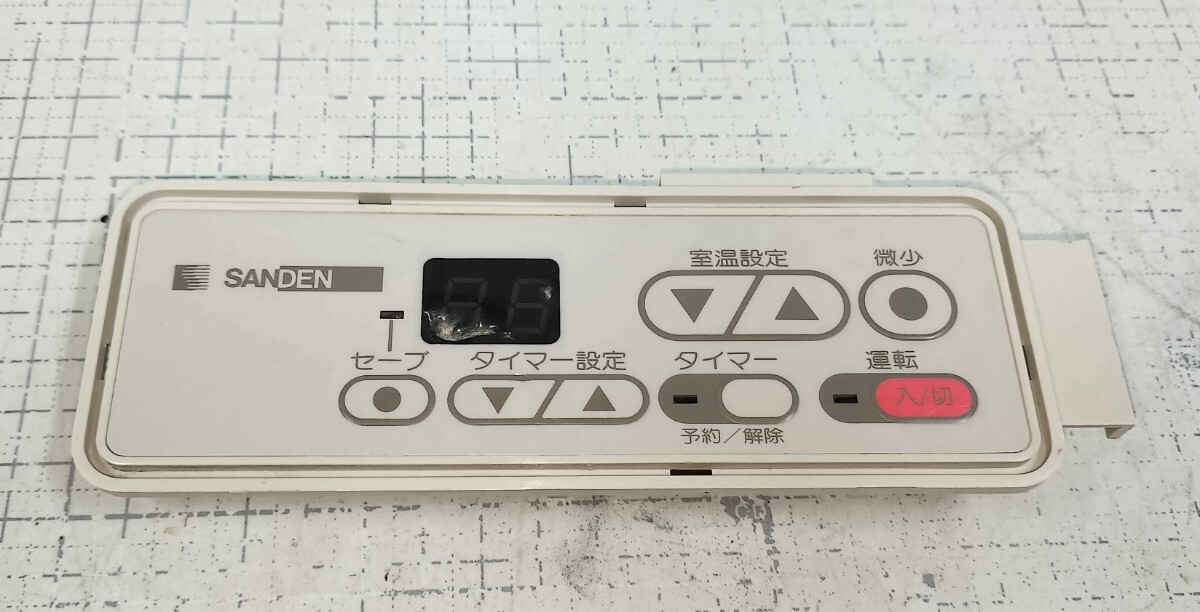 SANDEN
室温設定
微少
▼ ▲
●
セーブ
タイマー設定
タイマー
運転
●
▼ ▲
入/切
予約/解除